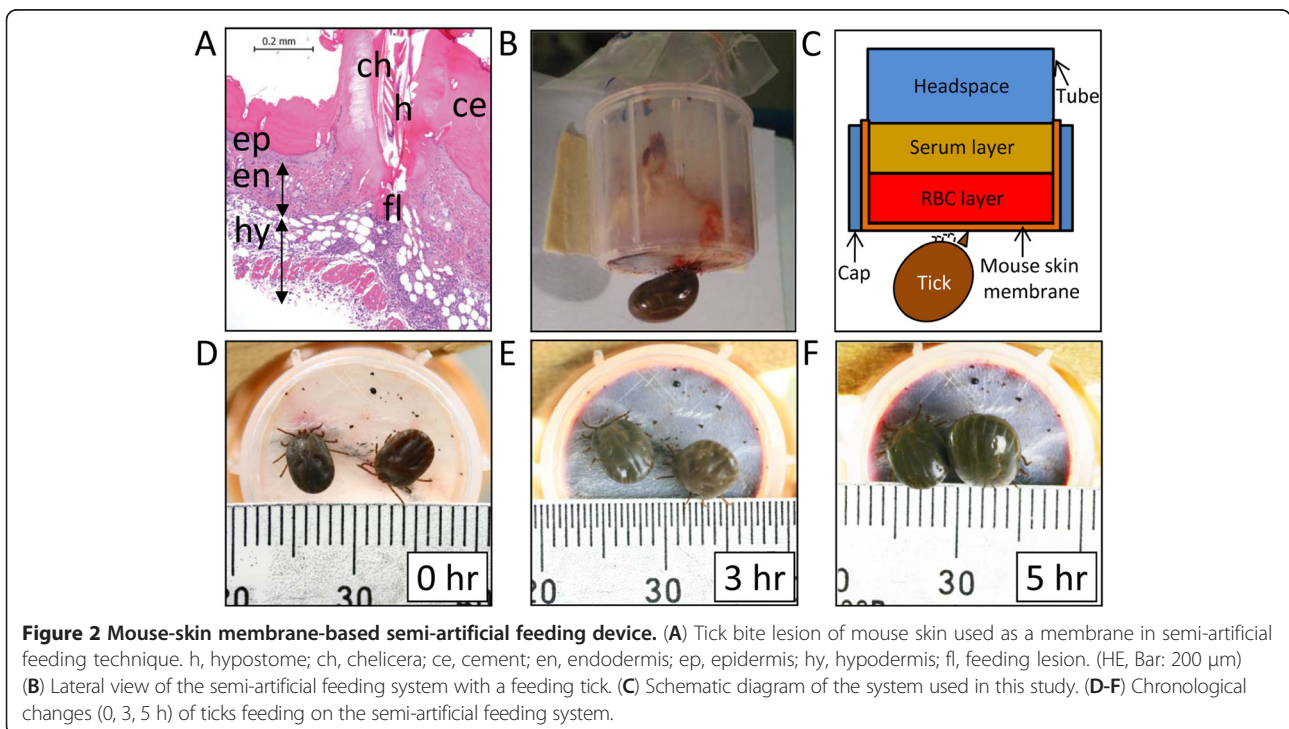 A
0.2 mm
ch
h
ce
ep
en
fl
hy
B
C
Headspace
Tube
Serum layer
RBC layer
Cap
Tick
Mouse skin
membrane
D
30
0 hr
E
20
30
3 hr
F
30
5 hr
Figure 2 Mouse-skin membrane-based semi-artificial feeding device. (A) Tick bite lesion of mouse skin used as a membrane in semi-artificial
feeding technique. h, hypostome; ch, chelicera; ce, cement; en, endodermis; ep, epidermis; hy, hypodermis; fl, feeding lesion. (HE, Bar: 200 μm)
(B) Lateral view of the semi-artificial feeding system with a feeding tick. (C) Schematic diagram of the system used in this study. (D-F) Chronological
changes (0, 3, 5 h) of ticks feeding on the semi-artificial feeding system.